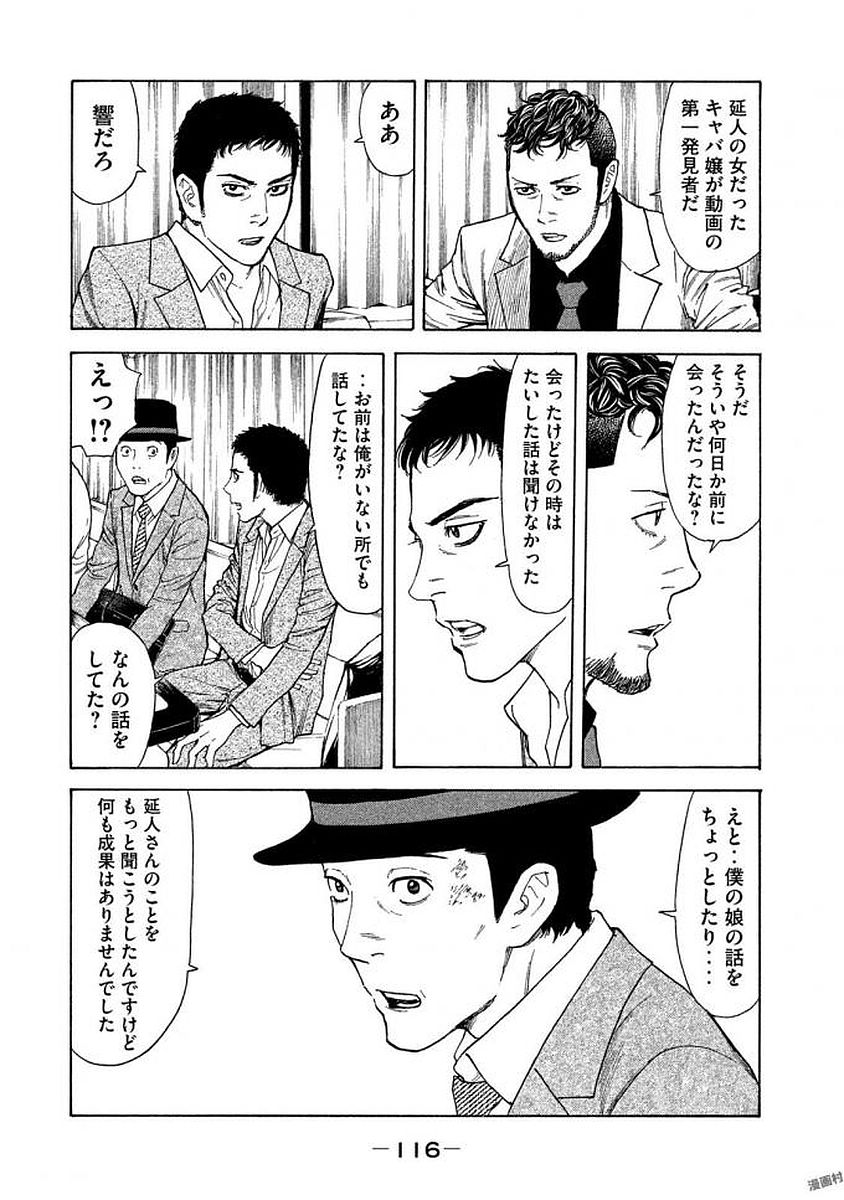 延人の女だった
キャバ嬢が動画の
第一発見者だ
ああ
響だろ
そうだ
そういや何日か前に
会ったんだったな?
会ったけどその時は
たいした話は聞けなかった
‥お前は俺がいない所でも
話してたな?
えっ!?
なんの話を
してた?
えと‥僕の娘の話を
ちょっとしたり‥‥
延人さんのことを
もっと聞こうとしたんですけど
何も成果はありませんでした
—116—
漫画村